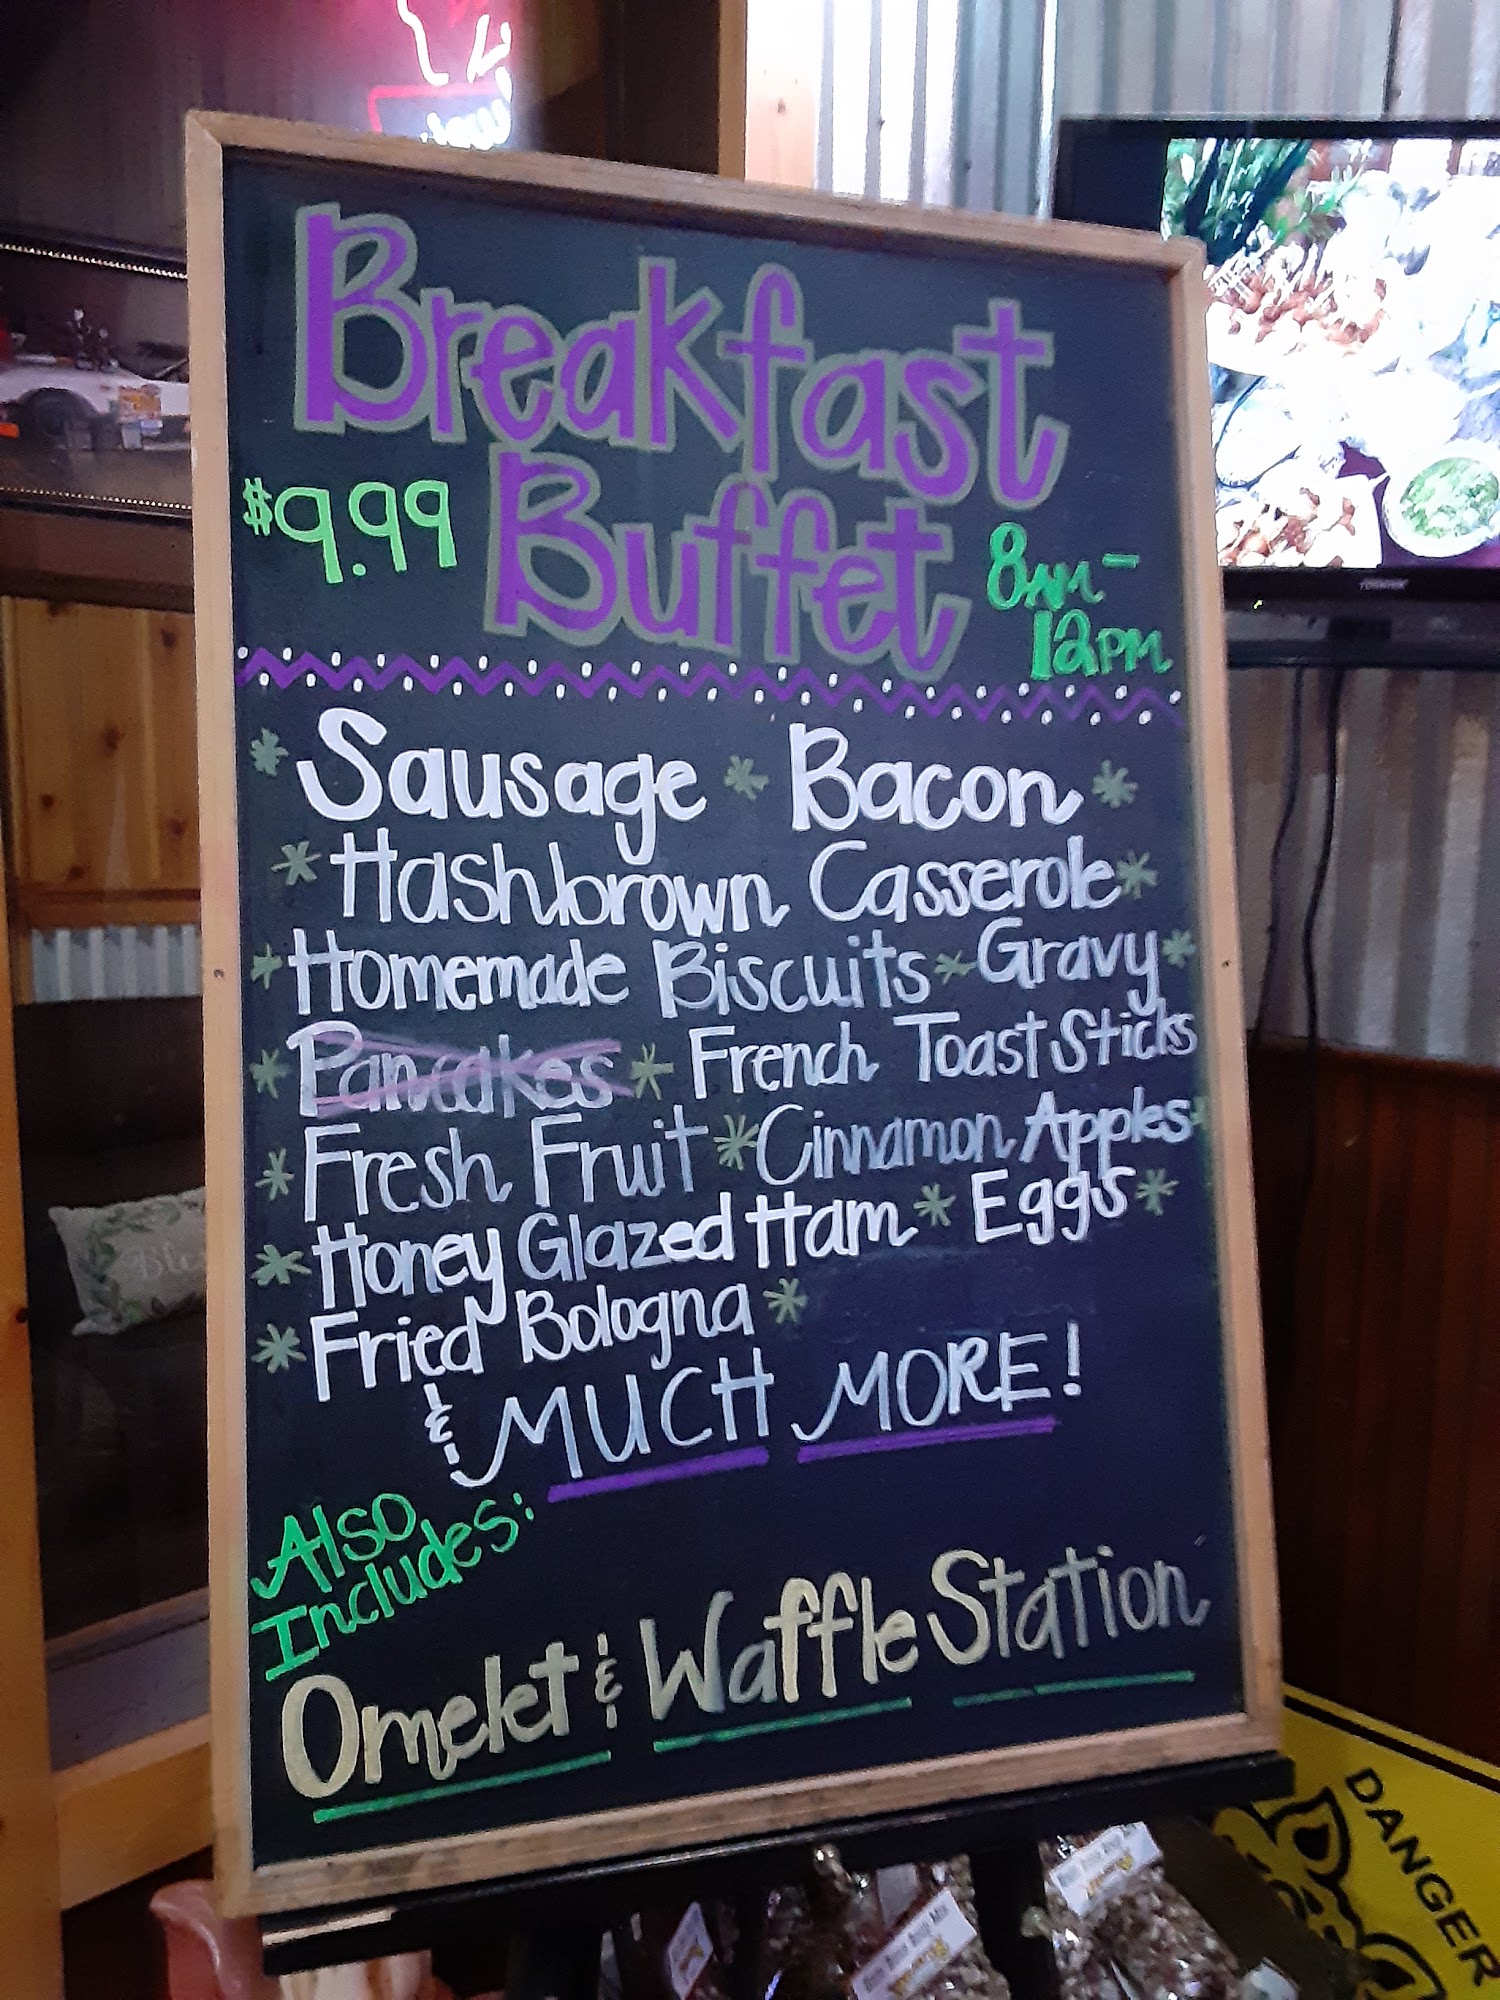 Breakfast
$9.99 Buffet 8AM-
12PM
* Sausage * Bacon *
* Hashbrown Casserole *
* Homemade Biscuits * Gravy *
* Pancakes * French Toast Sticks
* Fresh Fruit * Cinnamon Apples *
* Honey Glazed Ham * Eggs *
* Fried Bologna *
& MUCH MORE!
Also
Includes:
Omelet & Waffle Station
TOSHIBA
DANGER